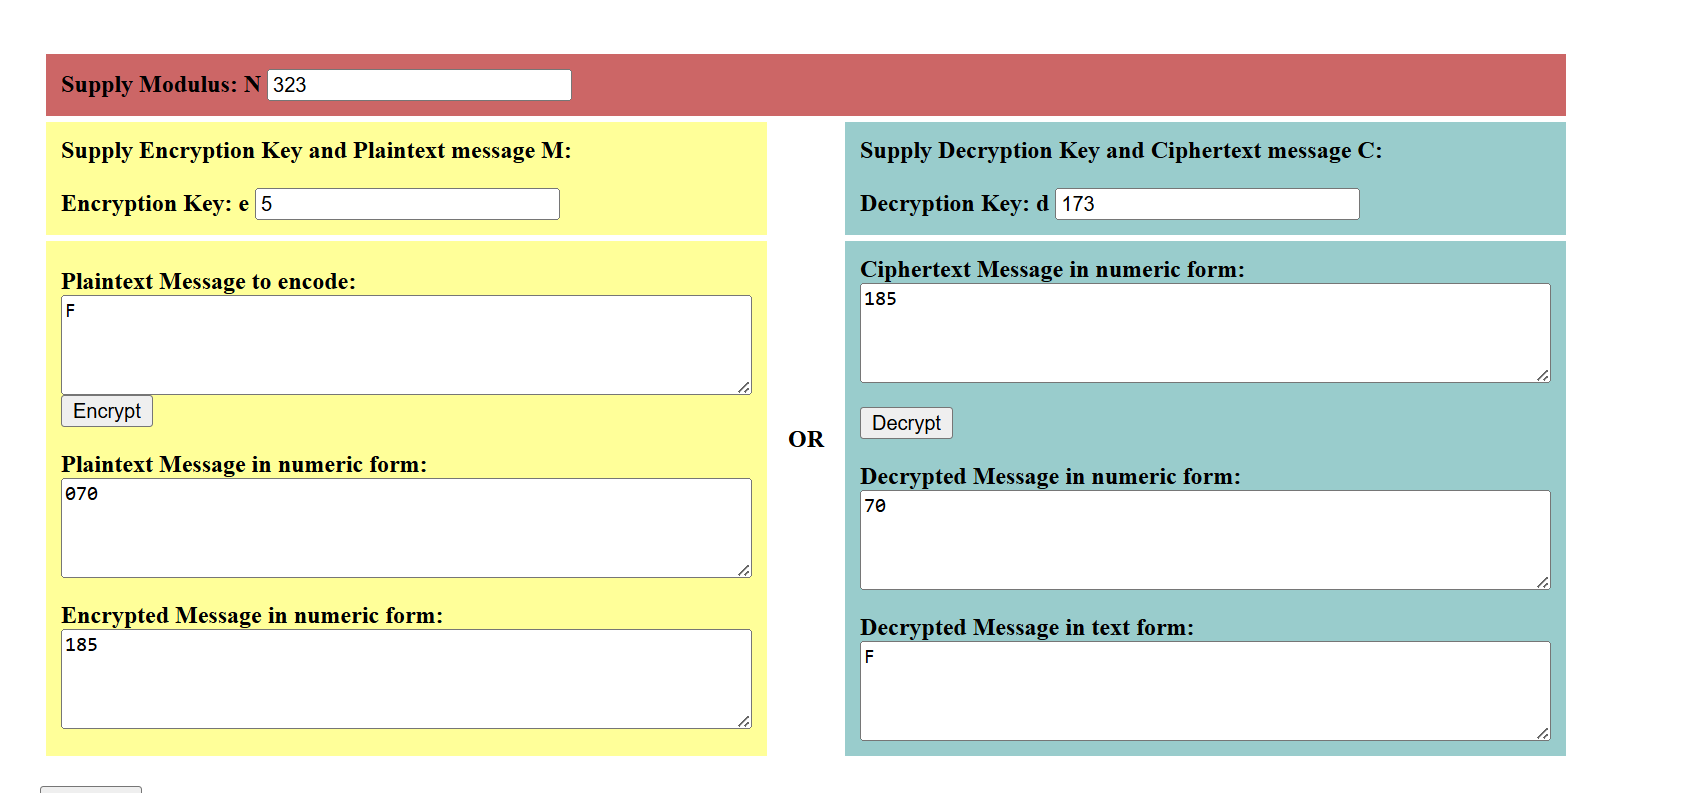 Supply Modulus: N 323
Supply Encryption Key and Plaintext message M:
Encryption Key: e 5
Plaintext Message to encode:
F
Encrypt
Plaintext Message in numeric form:
070
Encrypted Message in numeric form:
185
OR
Supply Decryption Key and Ciphertext message C:
Decryption Key: d 173
Ciphertext Message in numeric form:
185
Decrypt
Decrypted Message in numeric form:
70
Decrypted Message in text form:
F